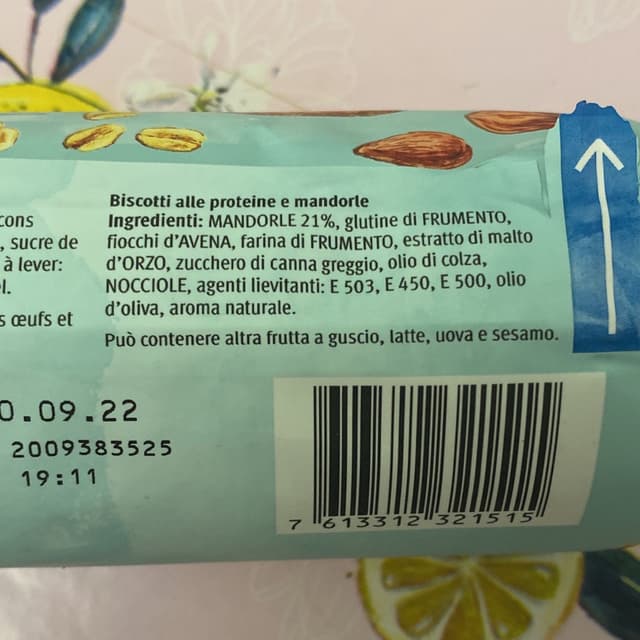 Biscotti alle proteine e mandorle
Ingredienti: MANDORLE 21%, glutine di FRUMENTO,
fiocchi d'AVENA, farina di FRUMENTO, estratto di malto
d'ORZO, zucchero di canna greggio, olio di colza,
NOCCIOLE, agenti lievitanti: E 503, E 450, E 500, olio
d'oliva, aroma naturale.
Può contenere altra frutta a guscio, latte, uova e sesamo.
, sucre de
à lever:
œufs et
0.09.22
2009383525
19:11
7 613312 321515